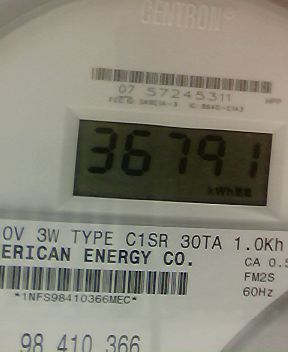 CENTRON®
07 57245311
36791
kWh
0V 3W TYPE C1SR 30TA 1.0Kh
ERICAN ENERGY CO.
CA 0.5
FM2S
*1NFS98410366MEC*
60Hz
98 410 366